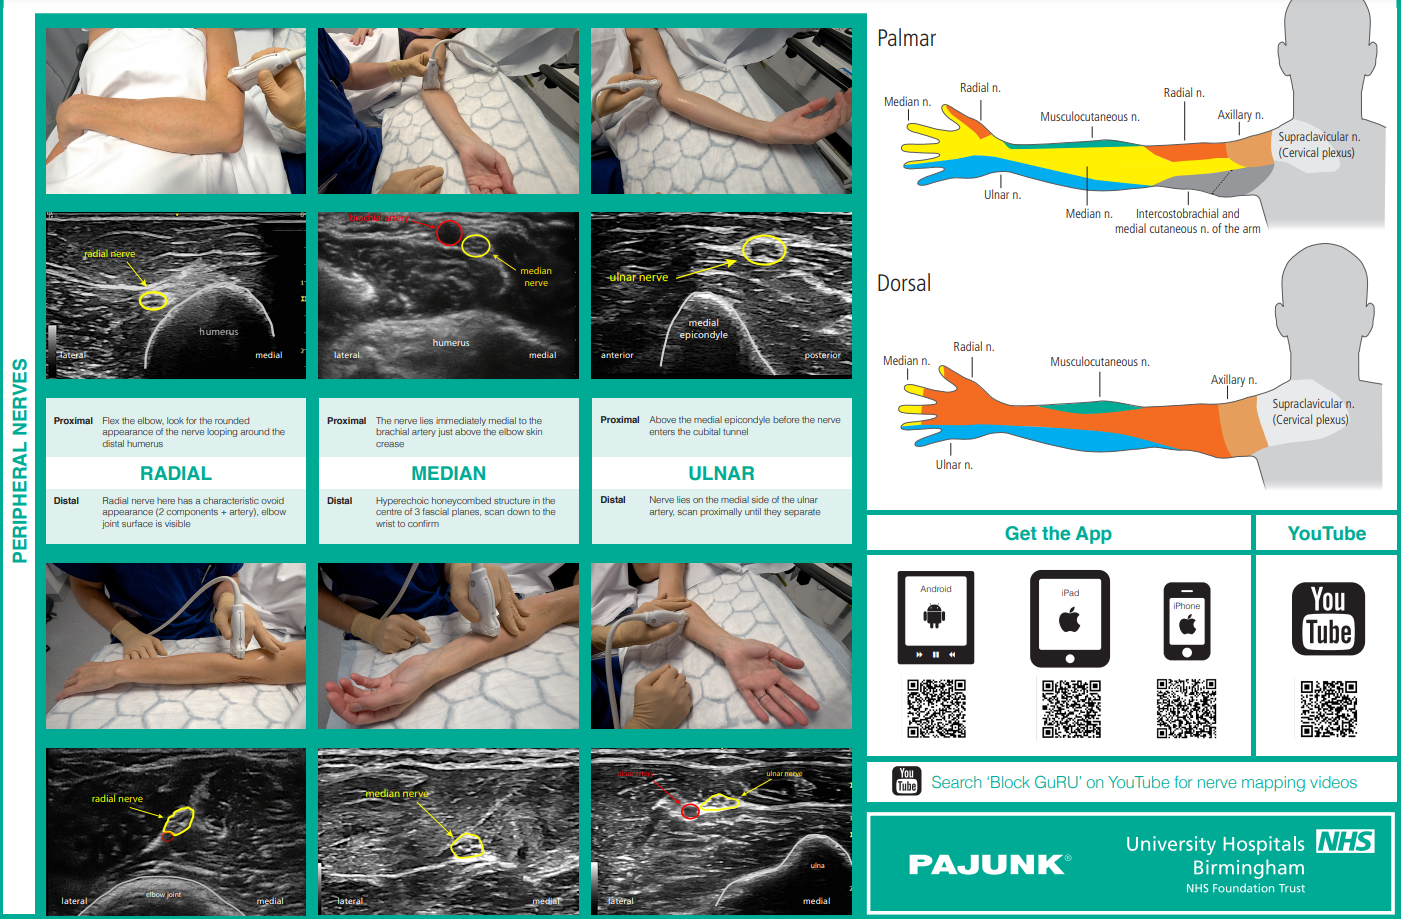 PERIPHERAL NERVES
radial nerve
humerus
lateral
medial
brachial artery
median
nerve
humerus
lateral
medial
ulnar nerve
medial
epicondyle
anterior
posterior
Proximal
Flex the elbow, look for the rounded
appearance of the nerve looping around the
distal humerus
RADIAL
Distal
Radial nerve here has a characteristic ovoid
appearance (2 components + artery), elbow
joint surface is visible
Proximal
The nerve lies immediately medial to the
brachial artery just above the elbow skin
crease
MEDIAN
Distal
Hyperechoic honeycombed structure in the
centre of 3 fascial planes, scan down to the
wrist to confirm
Proximal
Above the medial epicondyle before the nerve
enters the cubital tunnel
ULNAR
Distal
Nerve lies on the medial side of the ulnar
artery, scan proximally until they separate
radial nerve
elbow joint
lateral
medial
median nerve
lateral
medial
ulnar artery
ulnar nerve
ulna
lateral
medial
Palmar
Median n.
Radial n.
Musculocutaneous n.
Radial n.
Axillary n.
Supraclavicular n.
(Cervical plexus)
Ulnar n.
Median n.
Intercostobrachial and
medial cutaneous n. of the arm
Dorsal
Median n.
Radial n.
Musculocutaneous n.
Axillary n.
Supraclavicular n.
(Cervical plexus)
Ulnar n.
Get the App
YouTube
Android
iPad
iPhone
You
Tube
You
Tube
Search ‘Block GuRU’ on YouTube for nerve mapping videos
PAJUNK®
University Hospitals NHS
Birmingham
NHS Foundation Trust